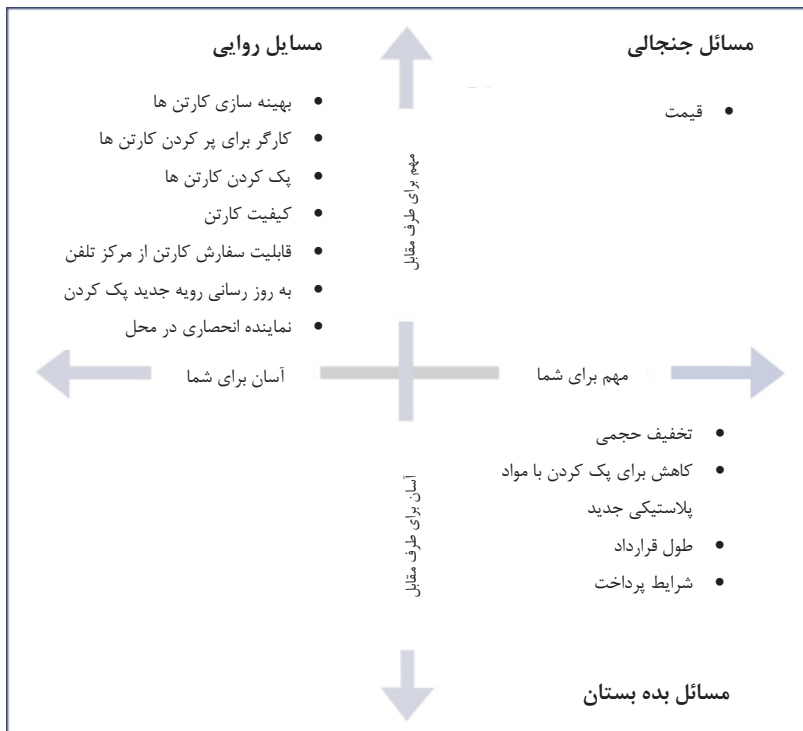 مسائل جنجالی
• قیمت
مسایل روایی
• بهینه سازی کارتن ها
• کارگر برای پر کردن کارتن ها
• پک کردن کارتن ها
• کیفیت کارتن
• قابلیت سفارش کارتن از مرکز تلفن
• به روز رسانی رویه جدید پک کردن
• نماینده انحصاری در محل
مهم برای طرف مقابل
مهم برای شما
آسان برای شما
آسان برای طرف مقابل
• تخفیف حجمی
• کاهش برای پک کردن با مواد
پلاستیکی جدید
• طول قرارداد
• شرایط پرداخت
مسائل بده بستان